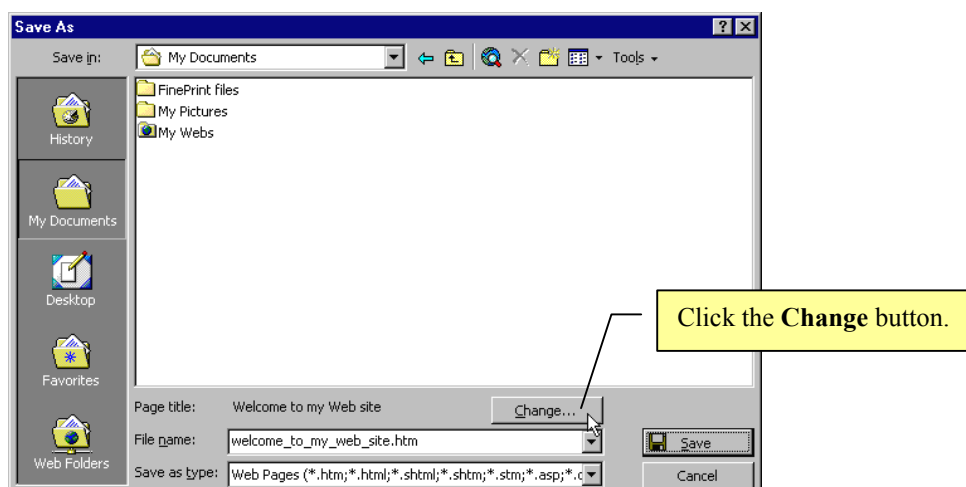 Save As
Save in:
My Documents
Tools
FinePrint files
My Pictures
My Webs
History
My Documents
Desktop
Favorites
Web Folders
Click the Change button.
Page title: Welcome to my Web site
Change...
File name: welcome_to_my_web_site.htm
Save
Save as type: Web Pages (*.htm;*.html;*.shtml;*.shtm;*.stm;*.asp;*.c
Cancel